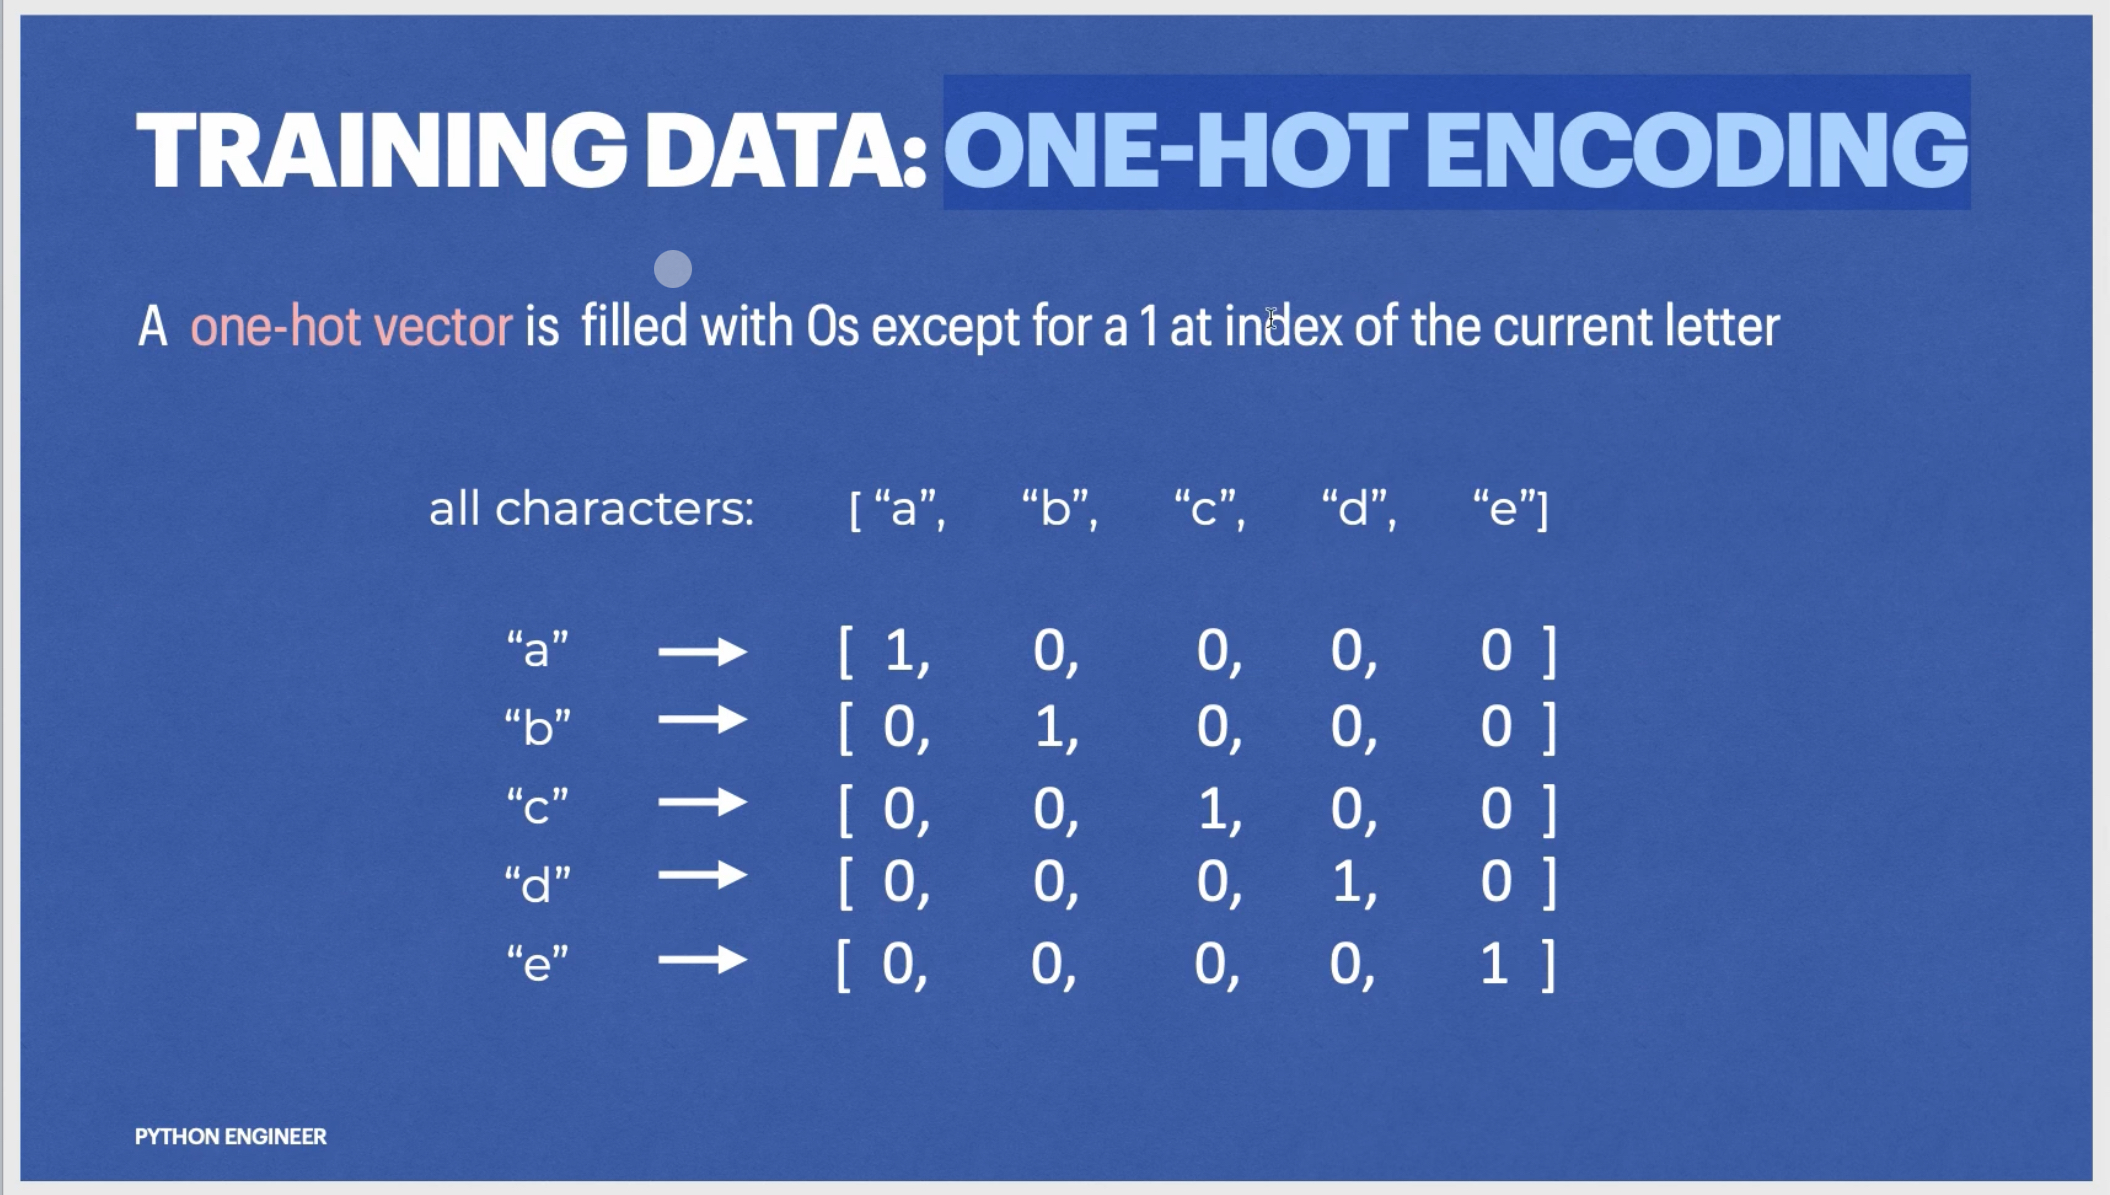 TRAINING DATA: ONE-HOT ENCODING
A one-hot vector is filled with 0s except for a 1 at index of the current letter
all characters: [ “a”, “b”, “c”, “d”, “e”]
“a” → [ 1, 0, 0, 0, 0 ]
“b” → [ 0, 1, 0, 0, 0 ]
“c” → [ 0, 0, 1, 0, 0 ]
“d” → [ 0, 0, 0, 1, 0 ]
“e” → [ 0, 0, 0, 0, 1 ]
PYTHON ENGINEER